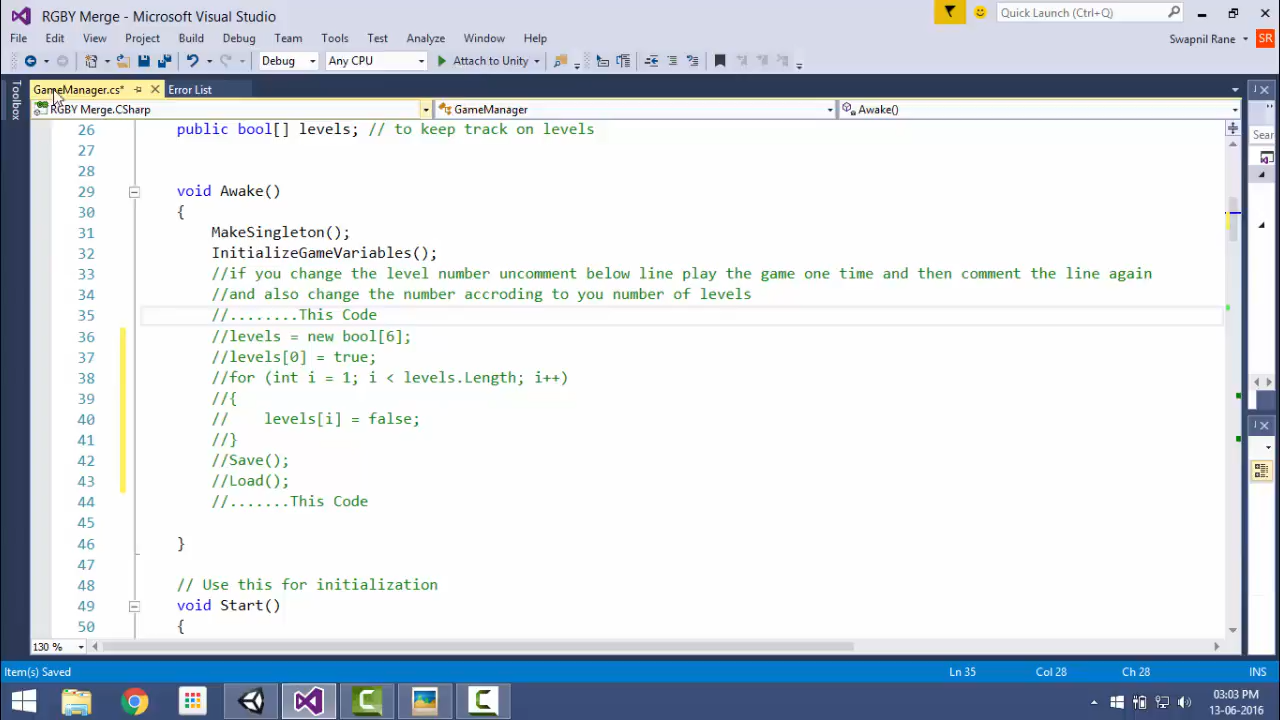 RGBY Merge - Microsoft Visual Studio
Quick Launch (Ctrl+Q)
File Edit View Project Build Debug Team Tools Test Analyze Window Help
Swapnil Rane SR
Debug Any CPU Attach to Unity
Toolbox
GameManager.cs* Error List
RGBY Merge.CSharp GameManager Awake()
Sear
26 public bool[] levels; // to keep track on levels
27
28
29 void Awake()
30 {
31 MakeSingleton();
32 InitializeGameVariables();
33 //if you change the level number uncomment below line play the game one time and then comment the line again
34 //and also change the number accroding to you number of levels
35 //........This Code
36 //levels = new bool[6];
37 //levels[0] = true;
38 //for (int i = 1; i < levels.Length; i++)
39 //{
40 // levels[i] = false;
41 //}
42 //Save();
43 //Load();
44 //.......This Code
45
46 }
47
48 // Use this for initialization
49 void Start()
50 {
130 %
Item(s) Saved Ln 35 Col 28 Ch 28 INS
03:03 PM
13-06-2016